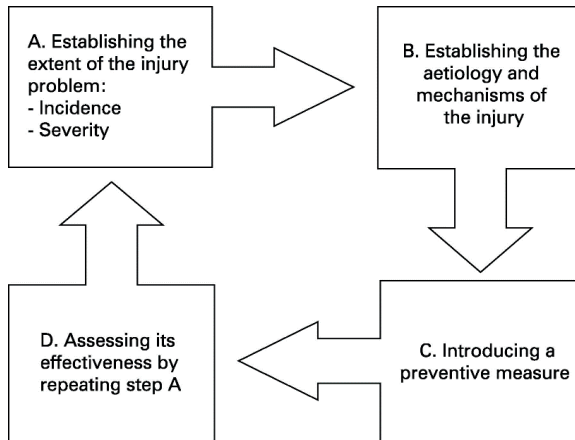 A. Establishing the
extent of the injury
problem:
- Incidence
- Severity
B. Establishing the
aetiology and
mechanisms of
the injury
C. Introducing a
preventive measure
D. Assessing its
effectiveness by
repeating step A